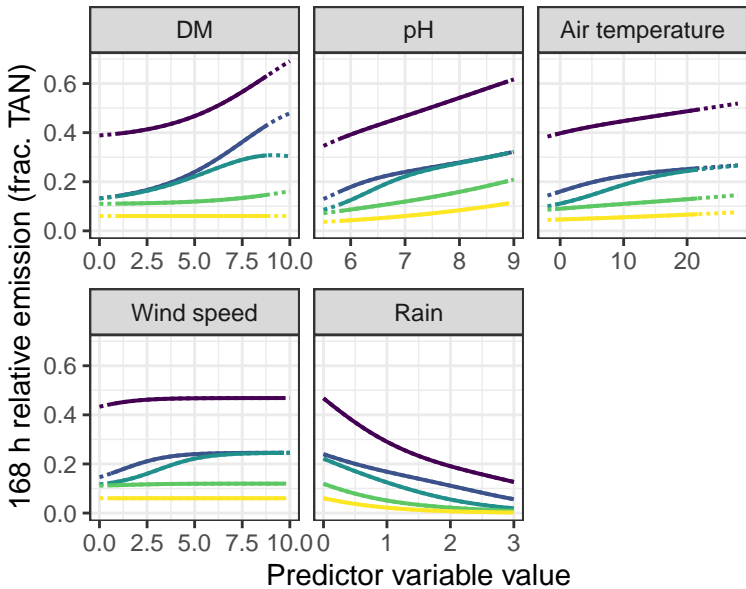 DM
pH
Air temperature
0.6
0.4
0.2
0.0
0.0 2.5 5.0 7.5 10.0
6 7 8 9
0 10 20
Wind speed
Rain
0.6
0.4
0.2
0.0
0.0 2.5 5.0 7.5 10.0
0 1 2 3
168 h relative emission (frac. TAN)
Predictor variable value